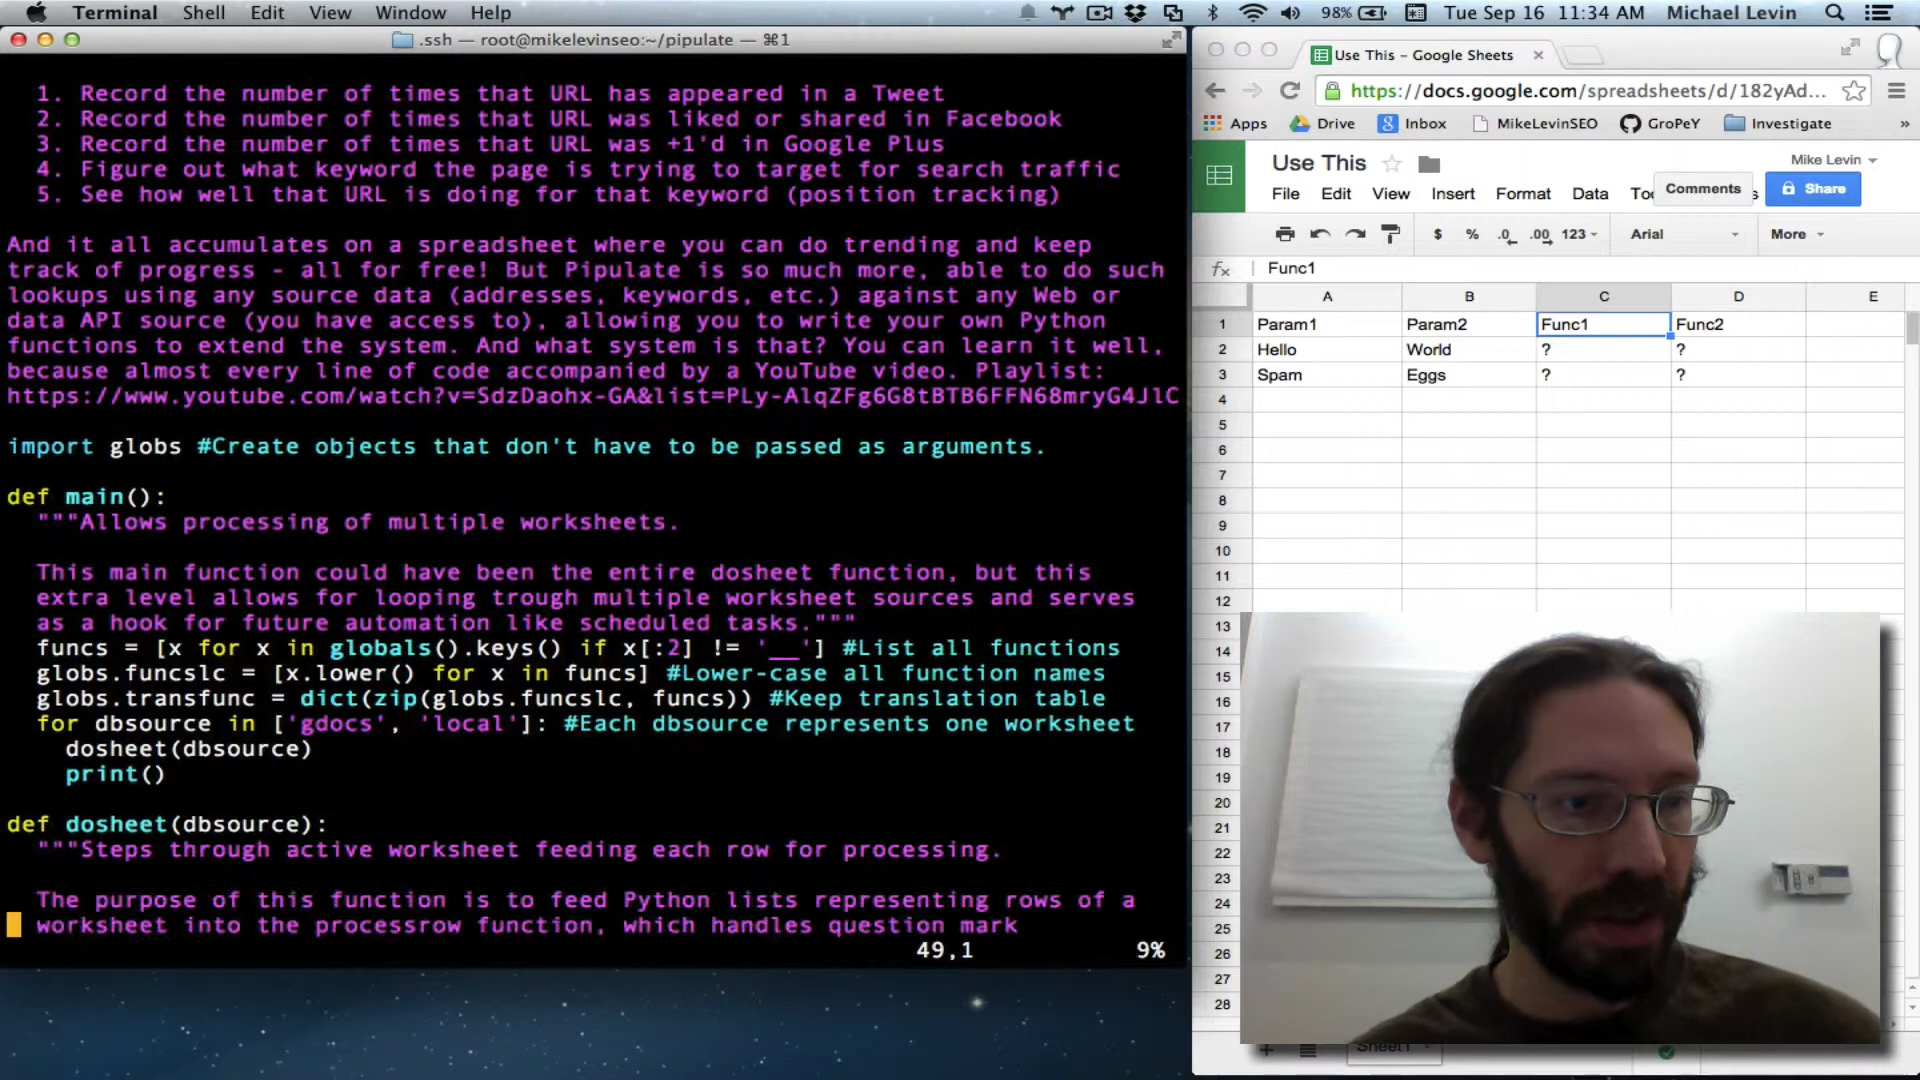 Terminal Shell Edit View Window Help 98% Tue Sep 16 11:34 AM Michael Levin
.ssh — root@mikelevinseo:~/pipulate — ⌘1
1. Record the number of times that URL has appeared in a Tweet
2. Record the number of times that URL was liked or shared in Facebook
3. Record the number of times that URL was +1'd in Google Plus
4. Figure out what keyword the page is trying to target for search traffic
5. See how well that URL is doing for that keyword (position tracking)
And it all accumulates on a spreadsheet where you can do trending and keep
track of progress - all for free! But Pipulate is so much more, able to do such
lookups using any source data (addresses, keywords, etc.) against any Web or
data API source (you have access to), allowing you to write your own Python
functions to extend the system. And what system is that? You can learn it well,
because almost every line of code accompanied by a YouTube video. Playlist:
https://www.youtube.com/watch?v=SdzDaohx-GA&list=PLy-AlqZFg6G8tBTB6FFN68mryG4JlC
import globs #Create objects that don't have to be passed as arguments.
def main():
"""Allows processing of multiple worksheets.
This main function could have been the entire dosheet function, but this
extra level allows for looping trough multiple worksheet sources and serves
as a hook for future automation like scheduled tasks."""
funcs = [x for x in globals().keys() if x[:2] != '__'] #List all functions
globs.funcslc = [x.lower() for x in funcs] #Lower-case all function names
globs.transfunc = dict(zip(globs.funcslc, funcs)) #Keep translation table
for dbsource in ['gdocs', 'local']: #Each dbsource represents one worksheet
dosheet(dbsource)
print()
def dosheet(dbsource):
"""Steps through active worksheet feeding each row for processing.
The purpose of this function is to feed Python lists representing rows of a
worksheet into the processrow function, which handles question mark
49,1 9%
Use This - Google Sheets ×
https://docs.google.com/spreadsheets/d/182yAd...
Apps Drive Inbox MikeLevinSEO GroPeY Investigate »
Use This
Mike Levin
File Edit View Insert Format Data Too Comments s Share
$ % .0 .00 123 Arial More
fx Func1
A B C D E
1 Param1 Param2 Func1 Func2
2 Hello World ? ?
3 Spam Eggs ? ?
4
5
6
7
8
9
10
11
12
13
14
15
16
17
18
19
20
21
22
23
24
25
26
27
28
+ Sheet1